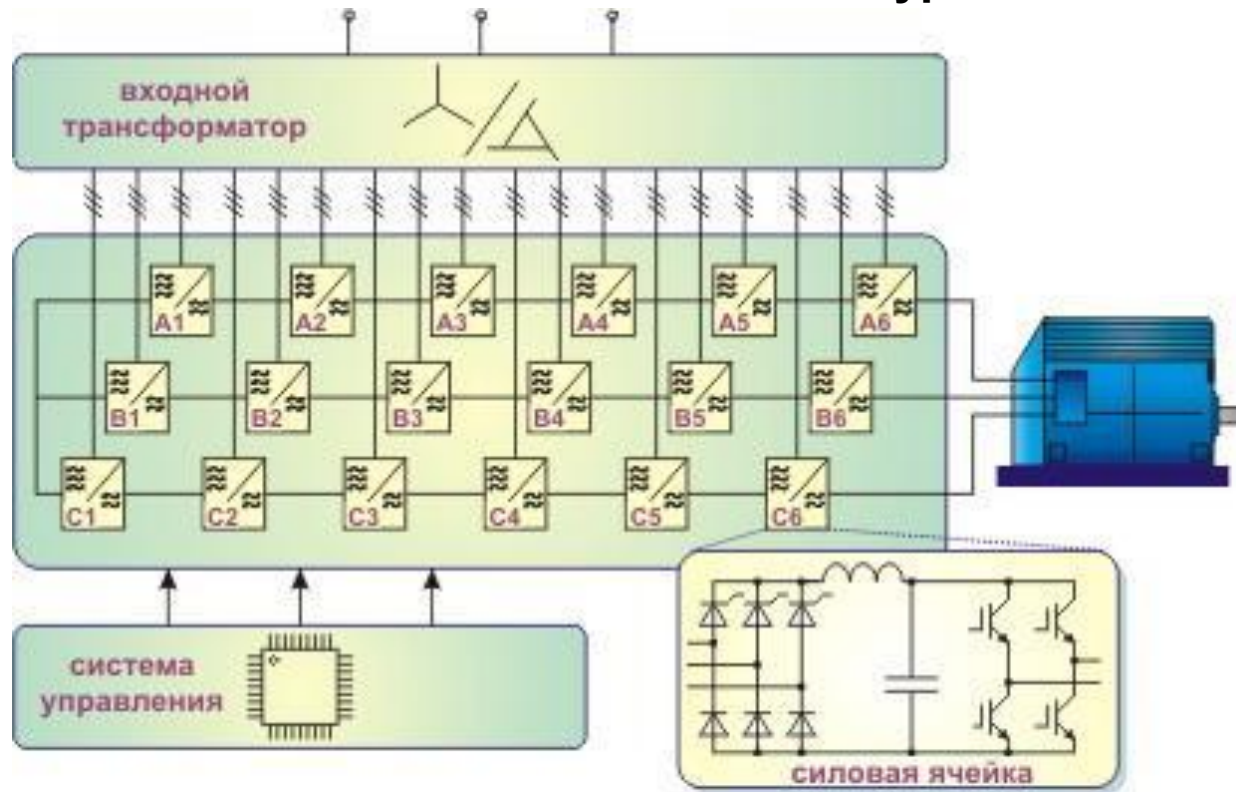 входной
трансформатор
A1 A2 A3 A4 A5 A6
B1 B2 B3 B4 B5 B6
C1 C2 C3 C4 C5 C6
система
управления
силовая ячейка